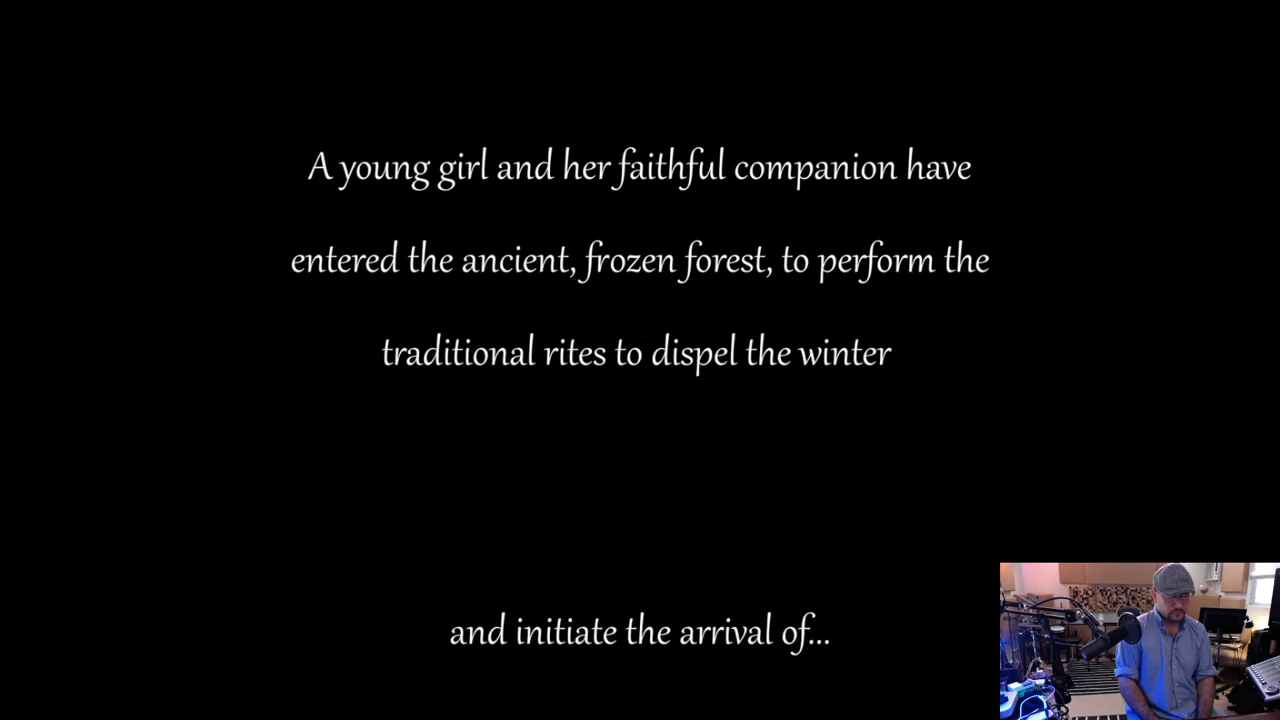 A young girl and her faithful companion have
entered the ancient, frozen forest, to perform the
traditional rites to dispel the winter
and initiate the arrival of...